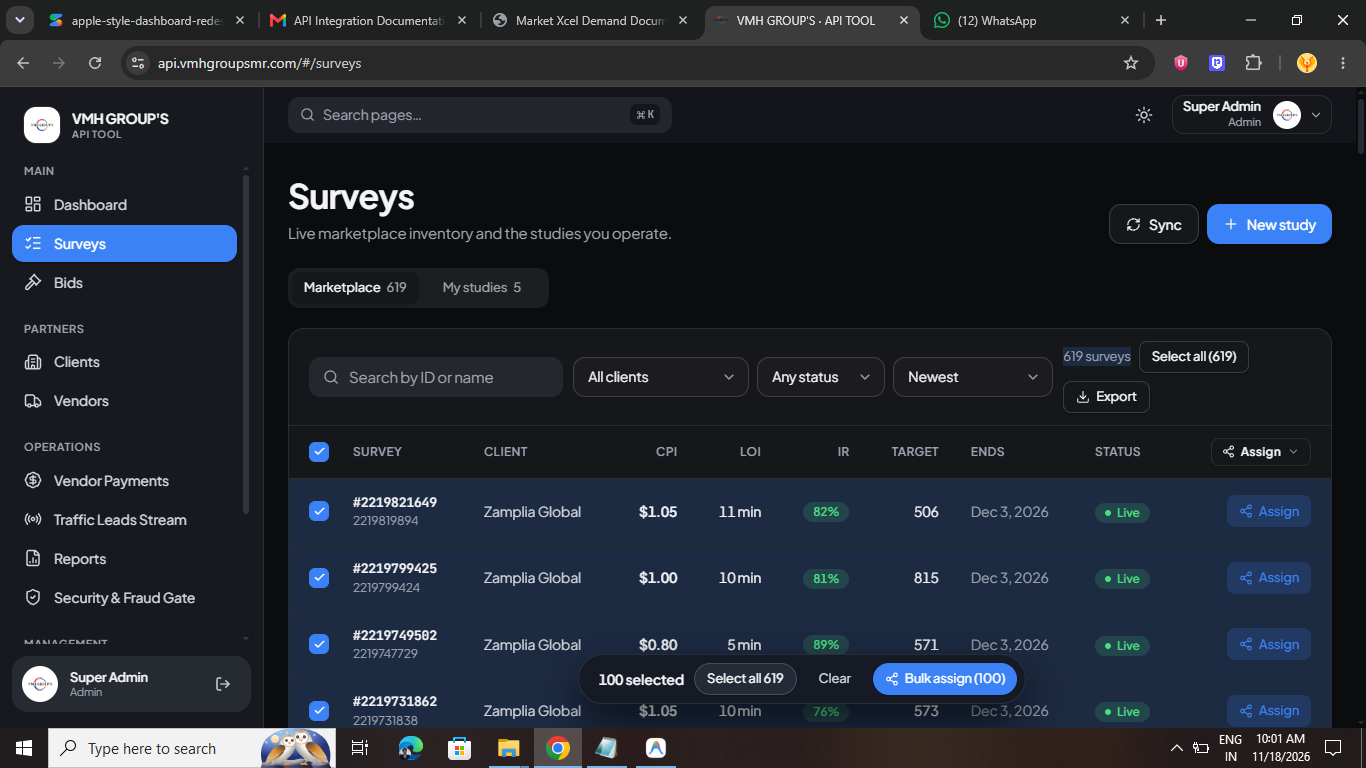 apple-style-dashboard-rede
API Integration Documentati
Market Xcel Demand Docum
VMH GROUP'S · API TOOL
(12) WhatsApp
api.vmhgroupsmr.com/#/surveys
VMH GROUP'S
API TOOL
Search pages…
⌘K
Super Admin
Admin
MAIN
Dashboard
Surveys
Bids
PARTNERS
Clients
Vendors
OPERATIONS
Vendor Payments
Traffic Leads Stream
Reports
Security & Fraud Gate
MANAGEMENT
Super Admin
Admin
Surveys
Live marketplace inventory and the studies you operate.
Sync
New study
Marketplace 619
My studies 5
Search by ID or name
All clients
Any status
Newest
619 surveys
Select all (619)
Export
SURVEY CLIENT CPI LOI IR TARGET ENDS STATUS Assign
#2219821649
2219819894
Zamplia Global $1.05 11 min 82% 506 Dec 3, 2026 Live Assign
#2219799425
2219799424
Zamplia Global $1.00 10 min 81% 815 Dec 3, 2026 Live Assign
#2219749502
2219747729
Zamplia Global $0.80 5 min 89% 571 Dec 3, 2026 Live Assign
#2219731862
2219731838
Zamplia Global $1.05 10 min 76% 573 Dec 3, 2026 Live Assign
100 selected
Select all 619
Clear
Bulk assign (100)
Type here to search
ENG
IN
10:01 AM
11/18/2026